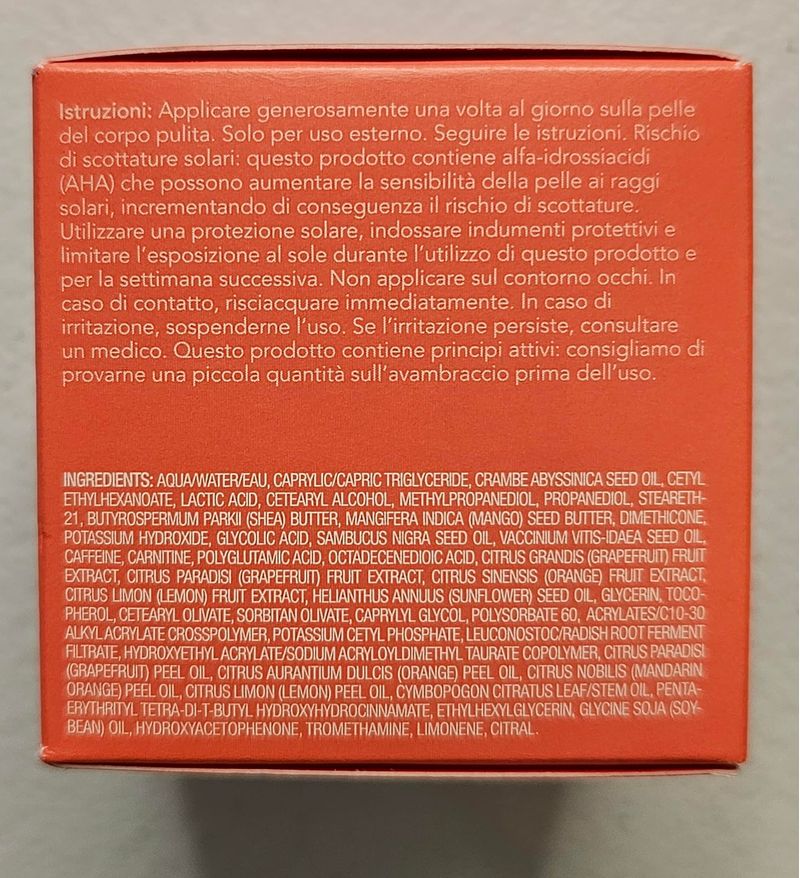 Istruzioni: Applicare generosamente una volta al giorno sulla pelle
del corpo pulita. Solo per uso esterno. Seguire le istruzioni. Rischio
di scottature solari: questo prodotto contiene alfa-idrossiacidi
(AHA) che possono aumentare la sensibilità della pelle ai raggi
solari, incrementando di conseguenza il rischio di scottature.
Utilizzare una protezione solare, indossare indumenti protettivi e
limitare l'esposizione al sole durante l'utilizzo di questo prodotto e
per la settimana successiva. Non applicare sul contorno occhi. In
caso di contatto, risciacquare immediatamente. In caso di
irritazione, sospenderne l'uso. Se l'irritazione persiste, consultare
un medico. Questo prodotto contiene principi attivi: consigliamo di
provarne una piccola quantità sull'avambraccio prima dell'uso.
INGREDIENTS: AQUA/WATER/EAU, CAPRYLIC/CAPRIC TRIGLYCERIDE, CRAMBE ABYSSINICA SEED OIL, CETYL
ETHYLHEXANOATE, LACTIC ACID, CETEARYL ALCOHOL, METHYLPROPANEDIOL, PROPANEDIOL, STEARETH-
21, BUTYROSPERMUM PARKII (SHEA) BUTTER, MANGIFERA INDICA (MANGO) SEED BUTTER, DIMETHICONE,
POTASSIUM HYDROXIDE, GLYCOLIC ACID, SAMBUCUS NIGRA SEED OIL, VACCINIUM VITIS-IDAEA SEED OIL,
CAFFEINE, CARNITINE, POLYGLUTAMIC ACID, OCTADECENEDIOIC ACID, CITRUS GRANDIS (GRAPEFRUIT) FRUIT
EXTRACT, CITRUS PARADISI (GRAPEFRUIT) FRUIT EXTRACT, CITRUS SINENSIS (ORANGE) FRUIT EXTRACT,
CITRUS LIMON (LEMON) FRUIT EXTRACT, HELIANTHUS ANNUUS (SUNFLOWER) SEED OIL, GLYCERIN, TOCO-
PHEROL, CETEARYL OLIVATE, SORBITAN OLIVATE, CAPRYLYL GLYCOL, POLYSORBATE 60, ACRYLATES/C10-30
ALKYL ACRYLATE CROSSPOLYMER, POTASSIUM CETYL PHOSPHATE, LEUCONOSTOC/RADISH ROOT FERMENT
FILTRATE, HYDROXYETHYL ACRYLATE/SODIUM ACRYLOYLDIMETHYL TAURATE COPOLYMER, CITRUS PARADISI
(GRAPEFRUIT) PEEL OIL, CITRUS AURANTIUM DULCIS (ORANGE) PEEL OIL, CITRUS NOBILIS (MANDARIN
ORANGE) PEEL OIL, CITRUS LIMON (LEMON) PEEL OIL, CYMBOPOGON CITRATUS LEAF/STEM OIL, PENTA-
ERYTHRITYL TETRA-DI-T-BUTYL HYDROXYHYDROCINNAMATE, ETHYLHEXYLGLYCERIN, GLYCINE SOJA (SOY-
BEAN) OIL, HYDROXYACETOPHENONE, TROMETHAMINE, LIMONENE, CITRAL.